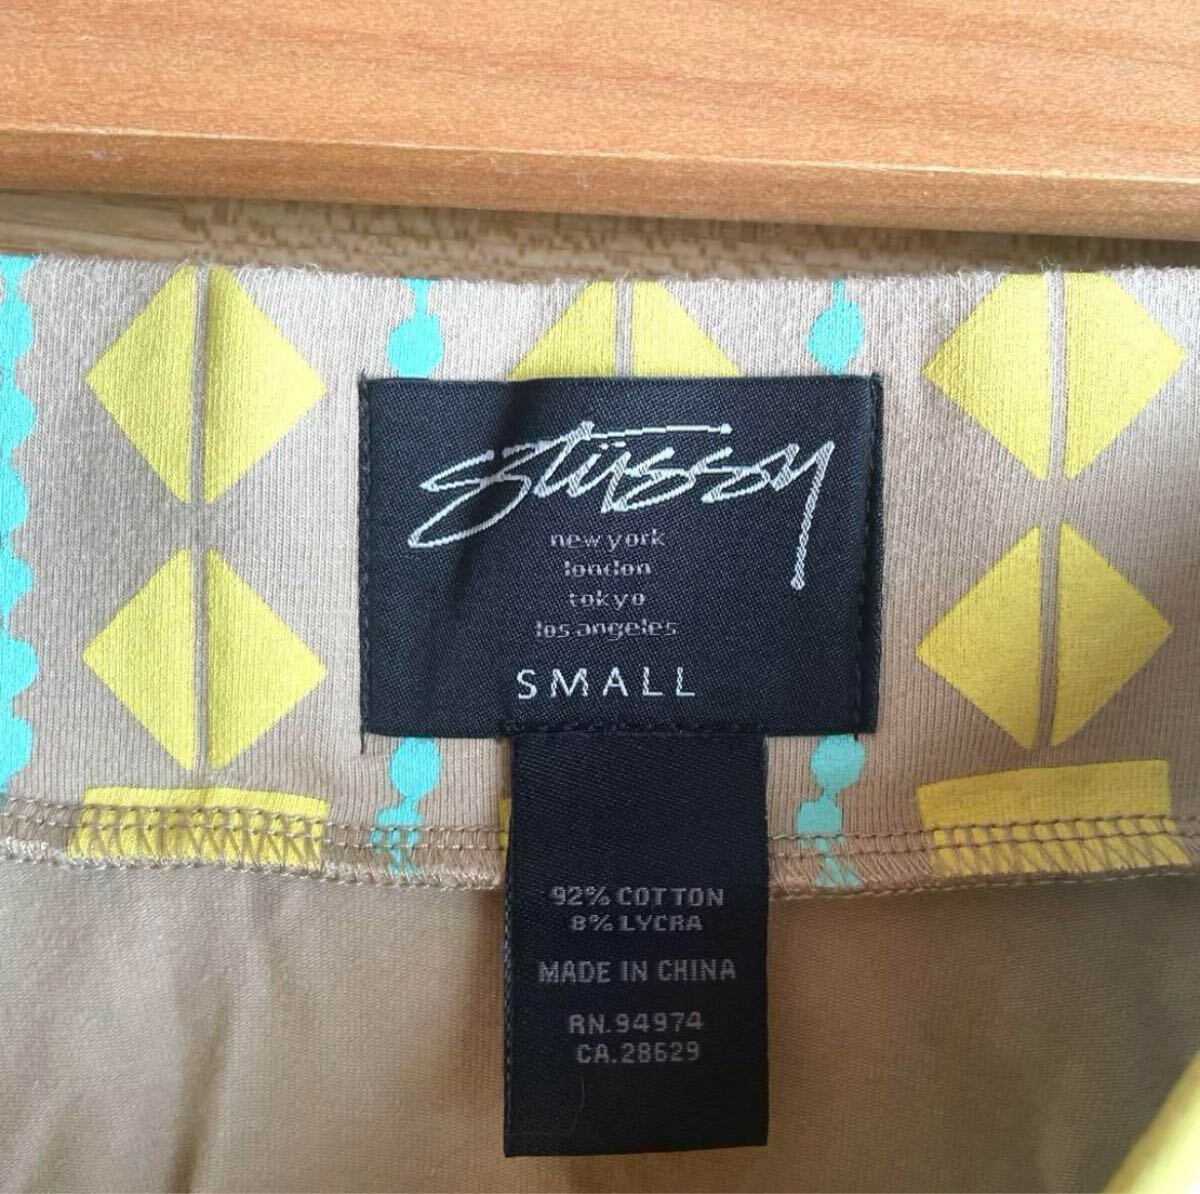 stüssy
new york
london
tokyo
los angeles
SMALL
92% COTTON
8% LYCRA
MADE IN CHINA
RN.94974
CA.28629